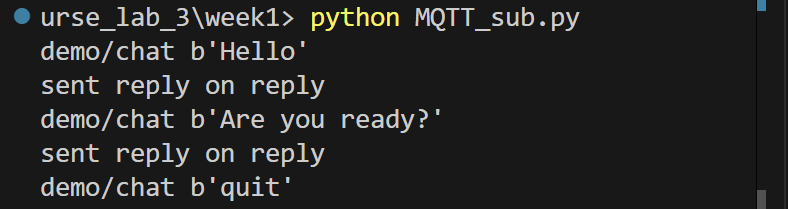 urse_lab_3\week1> python MQTT_sub.py
demo/chat b'Hello'
sent reply on reply
demo/chat b'Are you ready?'
sent reply on reply
demo/chat b'quit'